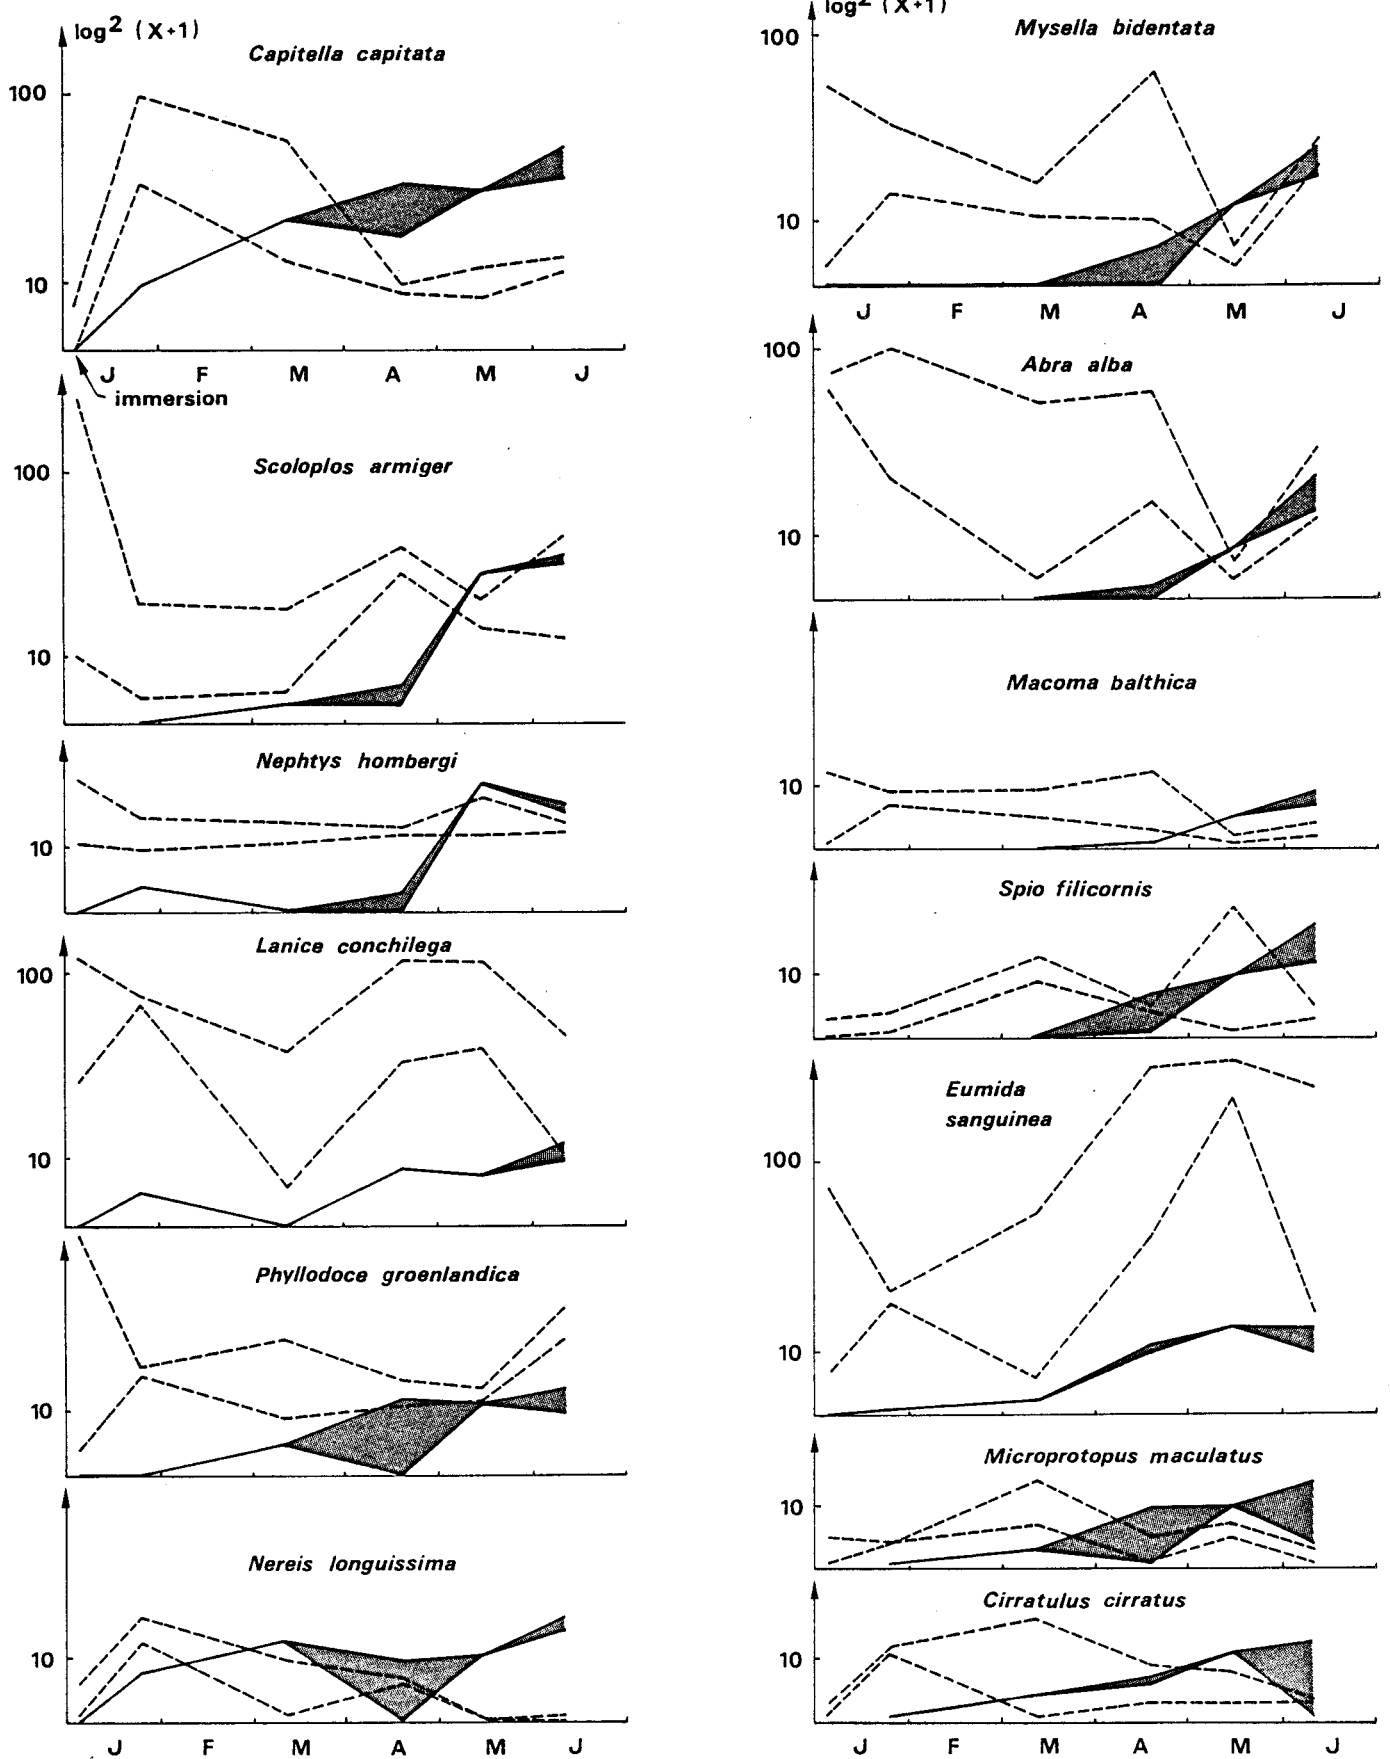 log2 (X+1)
Capitella capitata
100
10
J F M A M J
immersion
Scoloplos armiger
100
10
Nephtys hombergi
10
Lanice conchilega
100
10
Phyllodoce groenlandica
10
Nereis longuissima
10
J F M A M J
log2 (X+1)
Mysella bidentata
100
10
J F M A M J
Abra alba
100
10
Macoma balthica
10
Spio filicornis
10
Eumida
sanguinea
100
10
Microprotopus maculatus
10
Cirratulus cirratus
10
J F M A M J